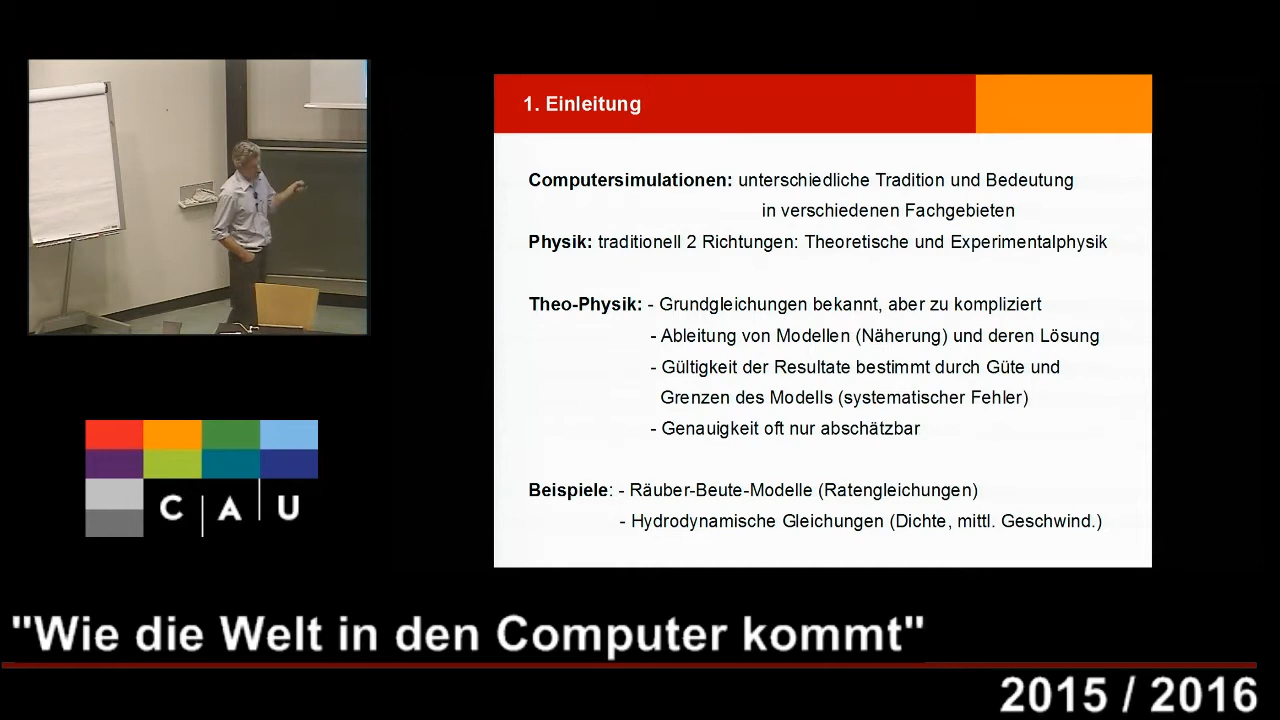 1. Einleitung
Computersimulationen: unterschiedliche Tradition und Bedeutung
in verschiedenen Fachgebieten
Physik: traditionell 2 Richtungen: Theoretische und Experimentalphysik
Theo-Physik: - Grundgleichungen bekannt, aber zu kompliziert
- Ableitung von Modellen (Näherung) und deren Lösung
- Gültigkeit der Resultate bestimmt durch Güte und
Grenzen des Modells (systematischer Fehler)
- Genauigkeit oft nur abschätzbar
Beispiele: - Räuber-Beute-Modelle (Ratengleichungen)
- Hydrodynamische Gleichungen (Dichte, mittl. Geschwind.)
C | A | U
"Wie die Welt in den Computer kommt"
2015 / 2016